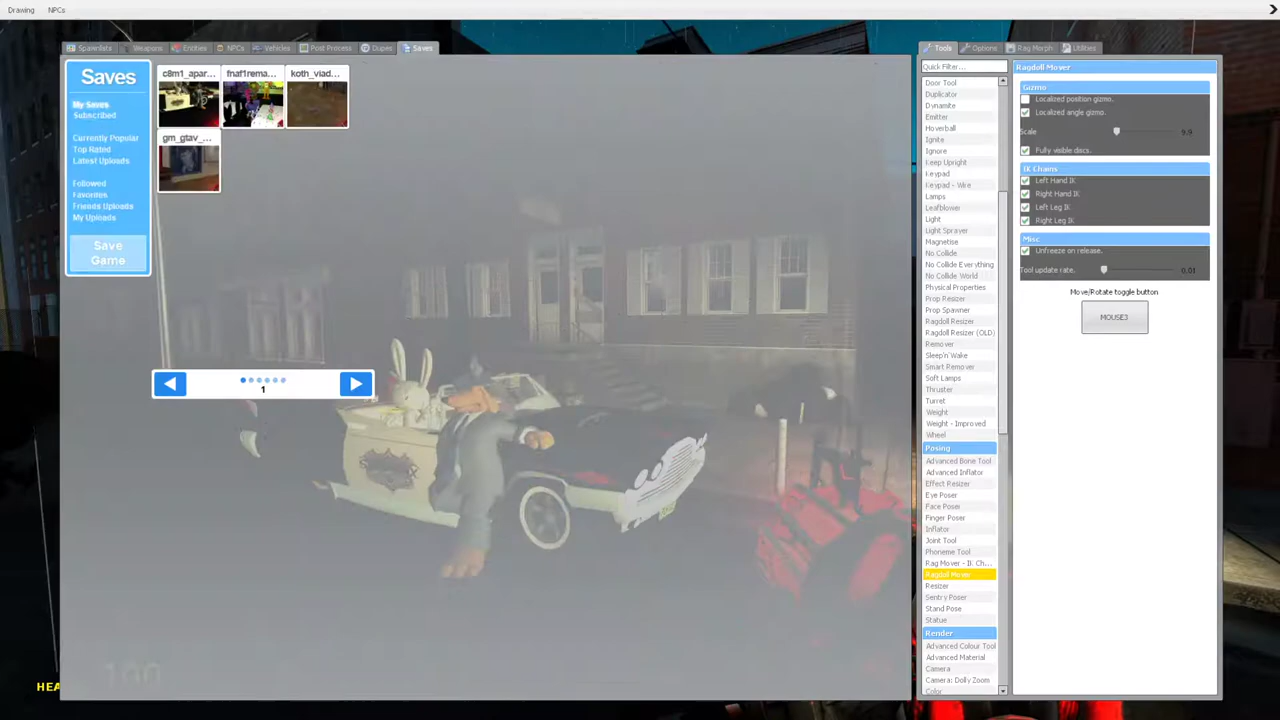 Drawing NPCs
Spawnlists Weapons Entities NPCs Vehicles Post Process Dupes Saves
Saves
My Saves
Subscribed
Currently Popular
Top Rated
Latest Uploads
Followed
Favorites
Friends Uploads
My Uploads
Save
Game
c8m1_apar... fnaf1rema... koth_viad...
gm_gtav_...
1
HEA
100
Tools Options Rag Morph Utilities
Quick Filter...
Door Tool
Duplicator
Dynamite
Emitter
Hoverball
Ignite
Ignore
Keep Upright
Keypad
Keypad - Wire
Lamps
Leafblower
Light
Light Sprayer
Magnetise
No Collide
No Collide Everything
No Collide World
Physical Properties
Prop Resizer
Prop Spawner
Ragdoll Resizer
Ragdoll Resizer (OLD)
Remover
Sleep'n'Wake
Smart Remover
Soft Lamps
Thruster
Turret
Weight
Weight - Improved
Wheel
Posing
Advanced Bone Tool
Advanced Inflator
Effect Resizer
Eye Poser
Face Poser
Finger Poser
Inflator
Joint Tool
Phoneme Tool
Rag Mover - IK Ch...
Ragdoll Mover
Resizer
Sentry Poser
Stand Pose
Statue
Render
Advanced Colour Tool
Advanced Material
Camera
Camera: Dolly Zoom
Color
Ragdoll Mover
Gizmo
Localized position gizmo.
Localized angle gizmo.
Scale 9.9
Fully visible discs.
IK Chains
Left Hand IK
Right Hand IK
Left Leg IK
Right Leg IK
Misc
Unfreeze on release.
Tool update rate. 0.01
Move/Rotate toggle button
MOUSE3